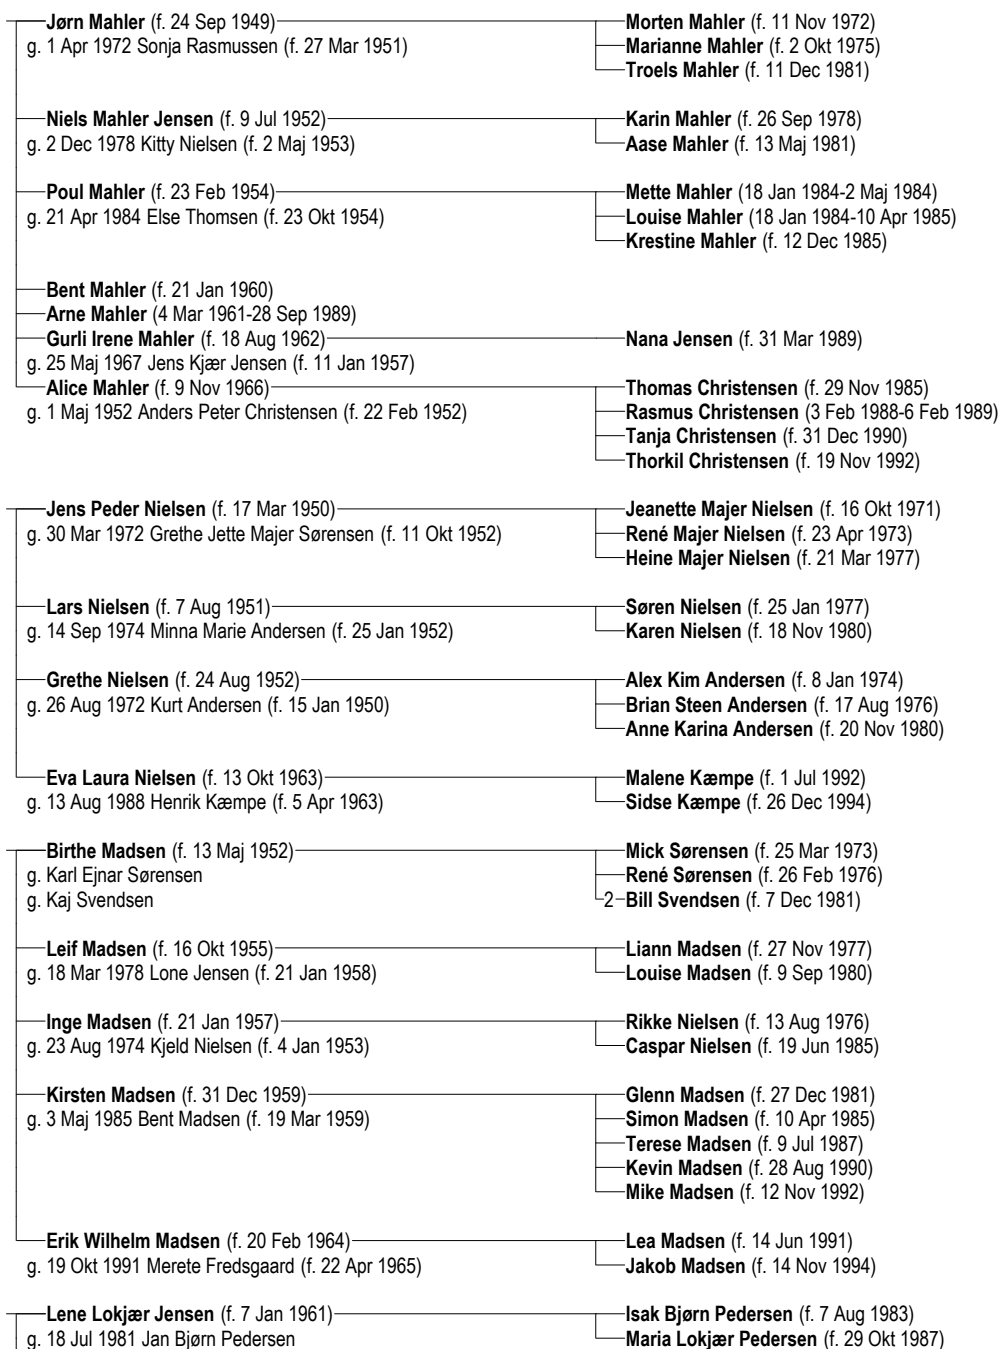 Jørn Mahler (f. 24 Sep 1949) Morten Mahler (f. 11 Nov 1972)
g. 1 Apr 1972 Sonja Rasmussen (f. 27 Mar 1951) Marianne Mahler (f. 2 Okt 1975)
Troels Mahler (f. 11 Dec 1981)
Niels Mahler Jensen (f. 9 Jul 1952) Karin Mahler (f. 26 Sep 1978)
g. 2 Dec 1978 Kitty Nielsen (f. 2 Maj 1953) Aase Mahler (f. 13 Maj 1981)
Poul Mahler (f. 23 Feb 1954) Mette Mahler (18 Jan 1984-2 Maj 1984)
g. 21 Apr 1984 Else Thomsen (f. 23 Okt 1954) Louise Mahler (18 Jan 1984-10 Apr 1985)
Krestine Mahler (f. 12 Dec 1985)
Bent Mahler (f. 21 Jan 1960)
Arne Mahler (4 Mar 1961-28 Sep 1989)
Gurli Irene Mahler (f. 18 Aug 1962) Nana Jensen (f. 31 Mar 1989)
g. 25 Maj 1967 Jens Kjær Jensen (f. 11 Jan 1957)
Alice Mahler (f. 9 Nov 1966) Thomas Christensen (f. 29 Nov 1985)
g. 1 Maj 1952 Anders Peter Christensen (f. 22 Feb 1952) Rasmus Christensen (3 Feb 1988-6 Feb 1989)
Tanja Christensen (f. 31 Dec 1990)
Thorkil Christensen (f. 19 Nov 1992)
Jens Peder Nielsen (f. 17 Mar 1950) Jeanette Majer Nielsen (f. 16 Okt 1971)
g. 30 Mar 1972 Grethe Jette Majer Sørensen (f. 11 Okt 1952) René Majer Nielsen (f. 23 Apr 1973)
Heine Majer Nielsen (f. 21 Mar 1977)
Lars Nielsen (f. 7 Aug 1951) Søren Nielsen (f. 25 Jan 1977)
g. 14 Sep 1974 Minna Marie Andersen (f. 25 Jan 1952) Karen Nielsen (f. 18 Nov 1980)
Grethe Nielsen (f. 24 Aug 1952) Alex Kim Andersen (f. 8 Jan 1974)
g. 26 Aug 1972 Kurt Andersen (f. 15 Jan 1950) Brian Steen Andersen (f. 17 Aug 1976)
Anne Karina Andersen (f. 20 Nov 1980)
Eva Laura Nielsen (f. 13 Okt 1963) Malene Kæmpe (f. 1 Jul 1992)
g. 13 Aug 1988 Henrik Kæmpe (f. 5 Apr 1963) Sidse Kæmpe (f. 26 Dec 1994)
Birthe Madsen (f. 13 Maj 1952) Mick Sørensen (f. 25 Mar 1973)
g. Karl Ejnar Sørensen René Sørensen (f. 26 Feb 1976)
g. Kaj Svendsen 2 Bill Svendsen (f. 7 Dec 1981)
Leif Madsen (f. 16 Okt 1955) Liann Madsen (f. 27 Nov 1977)
g. 18 Mar 1978 Lone Jensen (f. 21 Jan 1958) Louise Madsen (f. 9 Sep 1980)
Inge Madsen (f. 21 Jan 1957) Rikke Nielsen (f. 13 Aug 1976)
g. 23 Aug 1974 Kjeld Nielsen (f. 4 Jan 1953) Caspar Nielsen (f. 19 Jun 1985)
Kirsten Madsen (f. 31 Dec 1959) Glenn Madsen (f. 27 Dec 1981)
g. 3 Maj 1985 Bent Madsen (f. 19 Mar 1959) Simon Madsen (f. 10 Apr 1985)
Terese Madsen (f. 9 Jul 1987)
Kevin Madsen (f. 28 Aug 1990)
Mike Madsen (f. 12 Nov 1992)
Erik Wilhelm Madsen (f. 20 Feb 1964) Lea Madsen (f. 14 Jun 1991)
g. 19 Okt 1991 Merete Fredsgaard (f. 22 Apr 1965) Jakob Madsen (f. 14 Nov 1994)
Lene Lokjær Jensen (f. 7 Jan 1961) Isak Bjørn Pedersen (f. 7 Aug 1983)
g. 18 Jul 1981 Jan Bjørn Pedersen Maria Lokjær Pedersen (f. 29 Okt 1987)